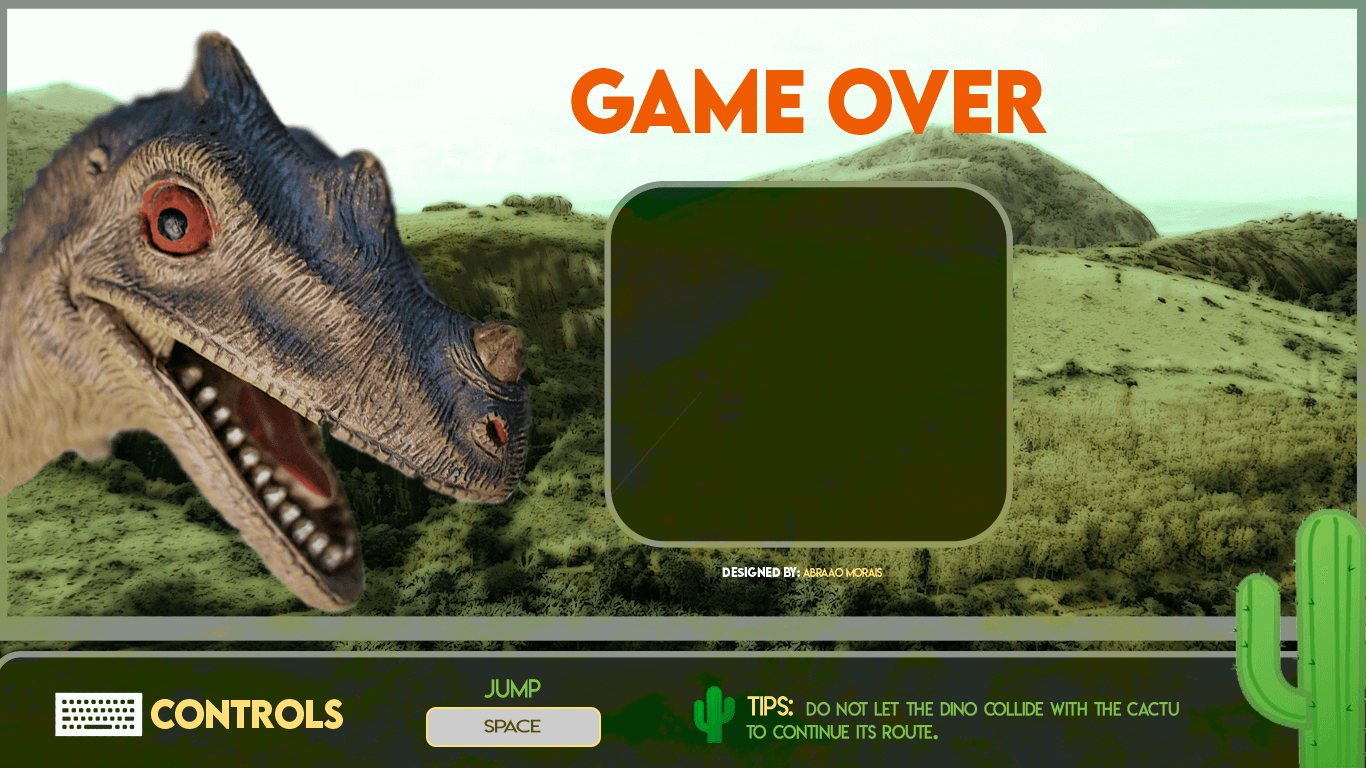 GAME OVER
DESIGNED BY: ABRAAO MORAIS
CONTROLS
JUMP
SPACE
TIPS: DO NOT LET THE DINO COLLIDE WITH THE CACTU
TO CONTINUE ITS ROUTE.